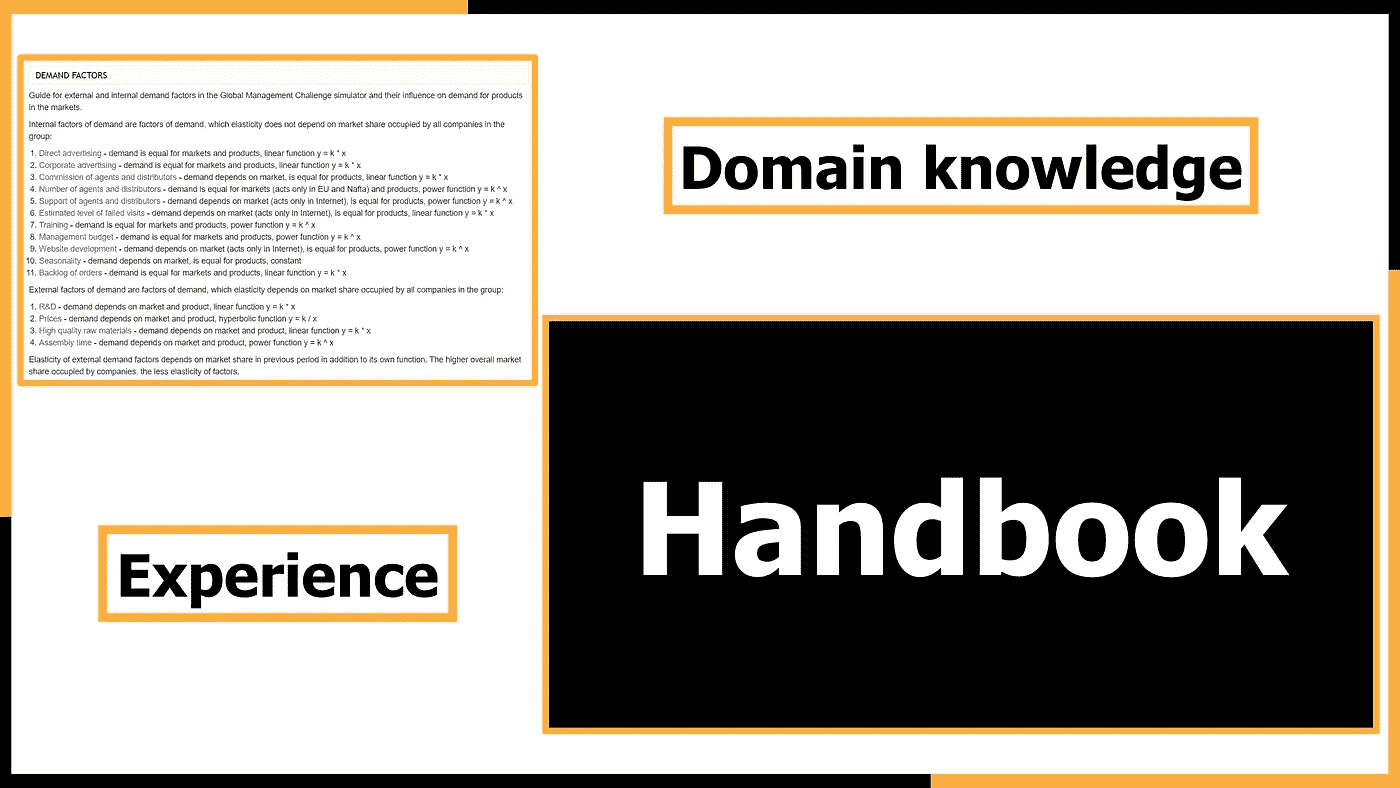 DEMAND FACTORS
Guide for external and internal demand factors in the Global Management Challenge simulator and their influence on demand for products
in the markets.
Internal factors of demand are factors of demand, which elasticity does not depend on market share occupied by all companies in the
group:
1. Direct advertising - demand is equal for markets and products, linear function y = k * x
2. Corporate advertising - demand is equal for markets and products, linear function y = k * x
3. Commission of agents and distributors - demand depends on market, is equal for products, linear function y = k * x
4. Number of agents and distributors - demand is equal for markets (acts only in EU and Nafta) and products, power function y = k ^ x
5. Support of agents and distributors - demand depends on market (acts only in Internet), is equal for products, power function y = k ^ x
6. Estimated level of failed visits - demand depends on market (acts only in Internet), is equal for products, linear function y = k * x
7. Training - demand is equal for markets and products, power function y = k ^ x
8. Management budget - demand is equal for markets and products, power function y = k ^ x
9. Website development - demand depends on market (acts only in Internet), is equal for products, power function y = k ^ x
10. Seasonality - demand depends on market, is equal for products, constant
11. Backlog of orders - demand is equal for markets and products, linear function y = k * x
External factors of demand are factors of demand, which elasticity depends on market share occupied by all companies in the group:
1. R&D - demand depends on market and product, linear function y = k * x
2. Prices - demand depends on market and product, hyperbolic function y = k / x
3. High quality raw materials - demand depends on market and product, linear function y = k * x
4. Assembly time - demand depends on market and product, power function y = k ^ x
Elasticity of external demand factors depends on market share in previous period in addition to its own function. The higher overall market
share occupied by companies, the less elasticity of factors.
Domain knowledge
Experience
Handbook